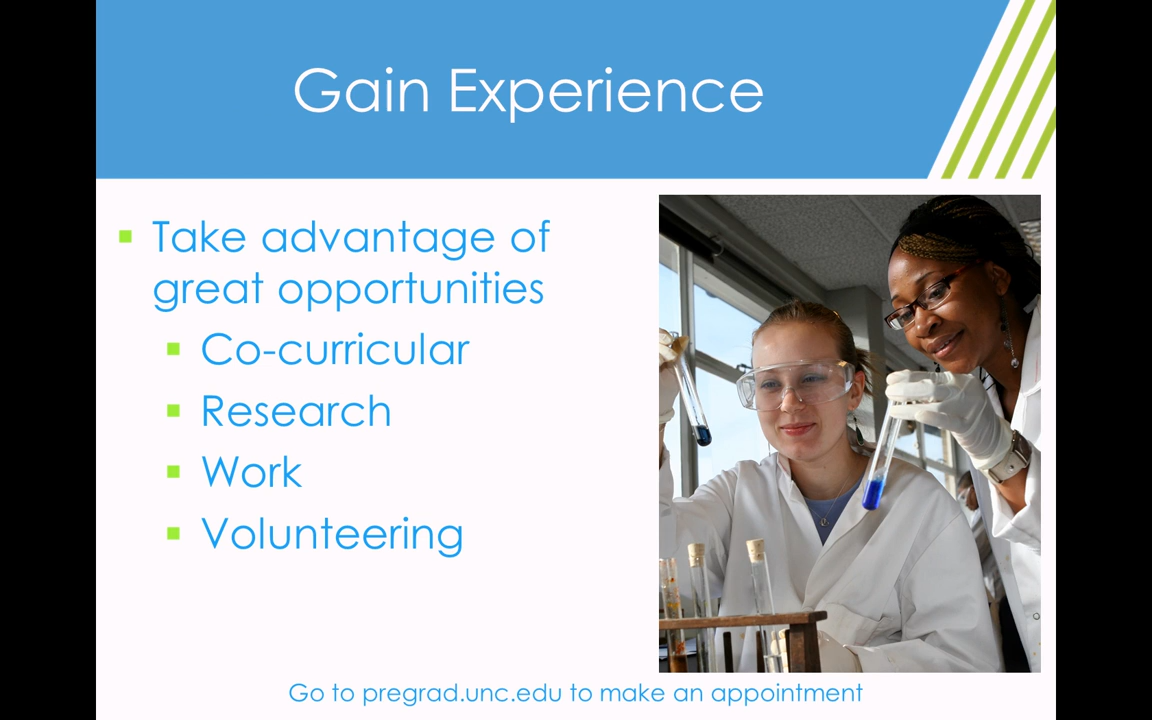 Gain Experience
Take advantage of
great opportunities
Co-curricular
Research
Work
Volunteering
Go to pregrad.unc.edu to make an appointment